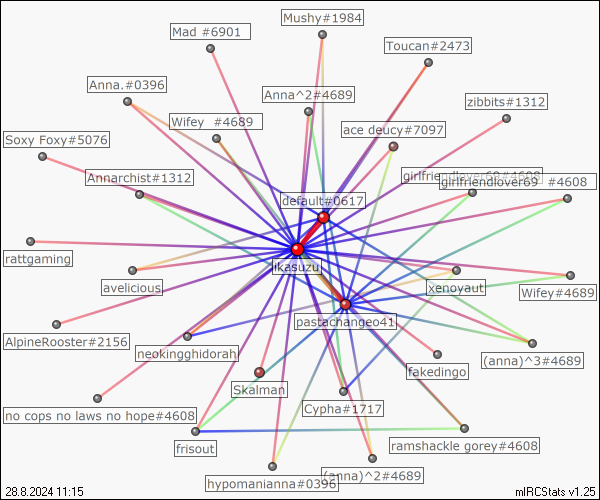 Mushy#1984
Mad #6901
Toucan#2473
Anna.#0396
Anna^2#4689
zibbits#1312
Wifey #4689
ace deucy#7097
Soxy Foxy#5076
Annarchist#1312
girlfriendlover69#4608
girlfriendlover69 #4608
default#0617
rattgaming
ikasuzu
avelicious
xenoyaut
Wifey#4689
pastachangeo41
AlpineRooster#2156
neokingghidorah
(anna)^3#4689
fakedingo
Skalman
no cops no laws no hope#4608
Cypha#1717
frisout
ramshackle gorey#4608
hypomanianna#0396
(anna)^2#4689
28.8.2024 11:15
mIRCStats v1.25